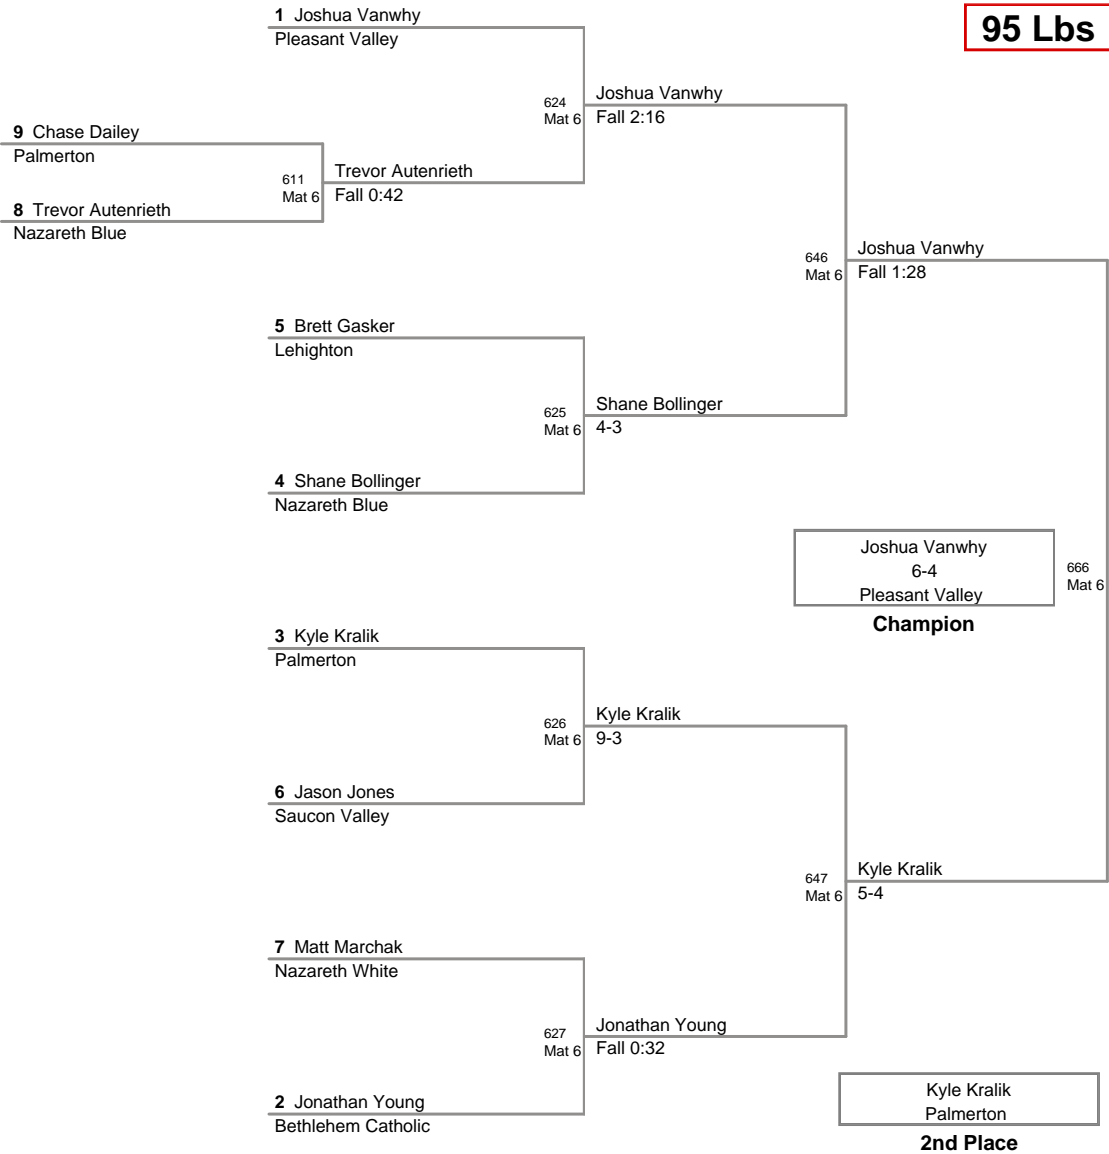 1 Joshua Vanwhy
Pleasant Valley
95 Lbs
624
Mat 6
Joshua Vanwhy
Fall 2:16
9 Chase Dailey
Palmerton
611
Mat 6
Trevor Autenrieth
Fall 0:42
8 Trevor Autenrieth
Nazareth Blue
646
Mat 6
Joshua Vanwhy
Fall 1:28
5 Brett Gasker
Lehighton
625
Mat 6
Shane Bollinger
4-3
4 Shane Bollinger
Nazareth Blue
Joshua Vanwhy
6-4
Pleasant Valley
Champion
666
Mat 6
3 Kyle Kralik
Palmerton
626
Mat 6
Kyle Kralik
9-3
6 Jason Jones
Saucon Valley
647
Mat 6
Kyle Kralik
5-4
7 Matt Marchak
Nazareth White
627
Mat 6
Jonathan Young
Fall 0:32
2 Jonathan Young
Bethlehem Catholic
Kyle Kralik
Palmerton
2nd Place